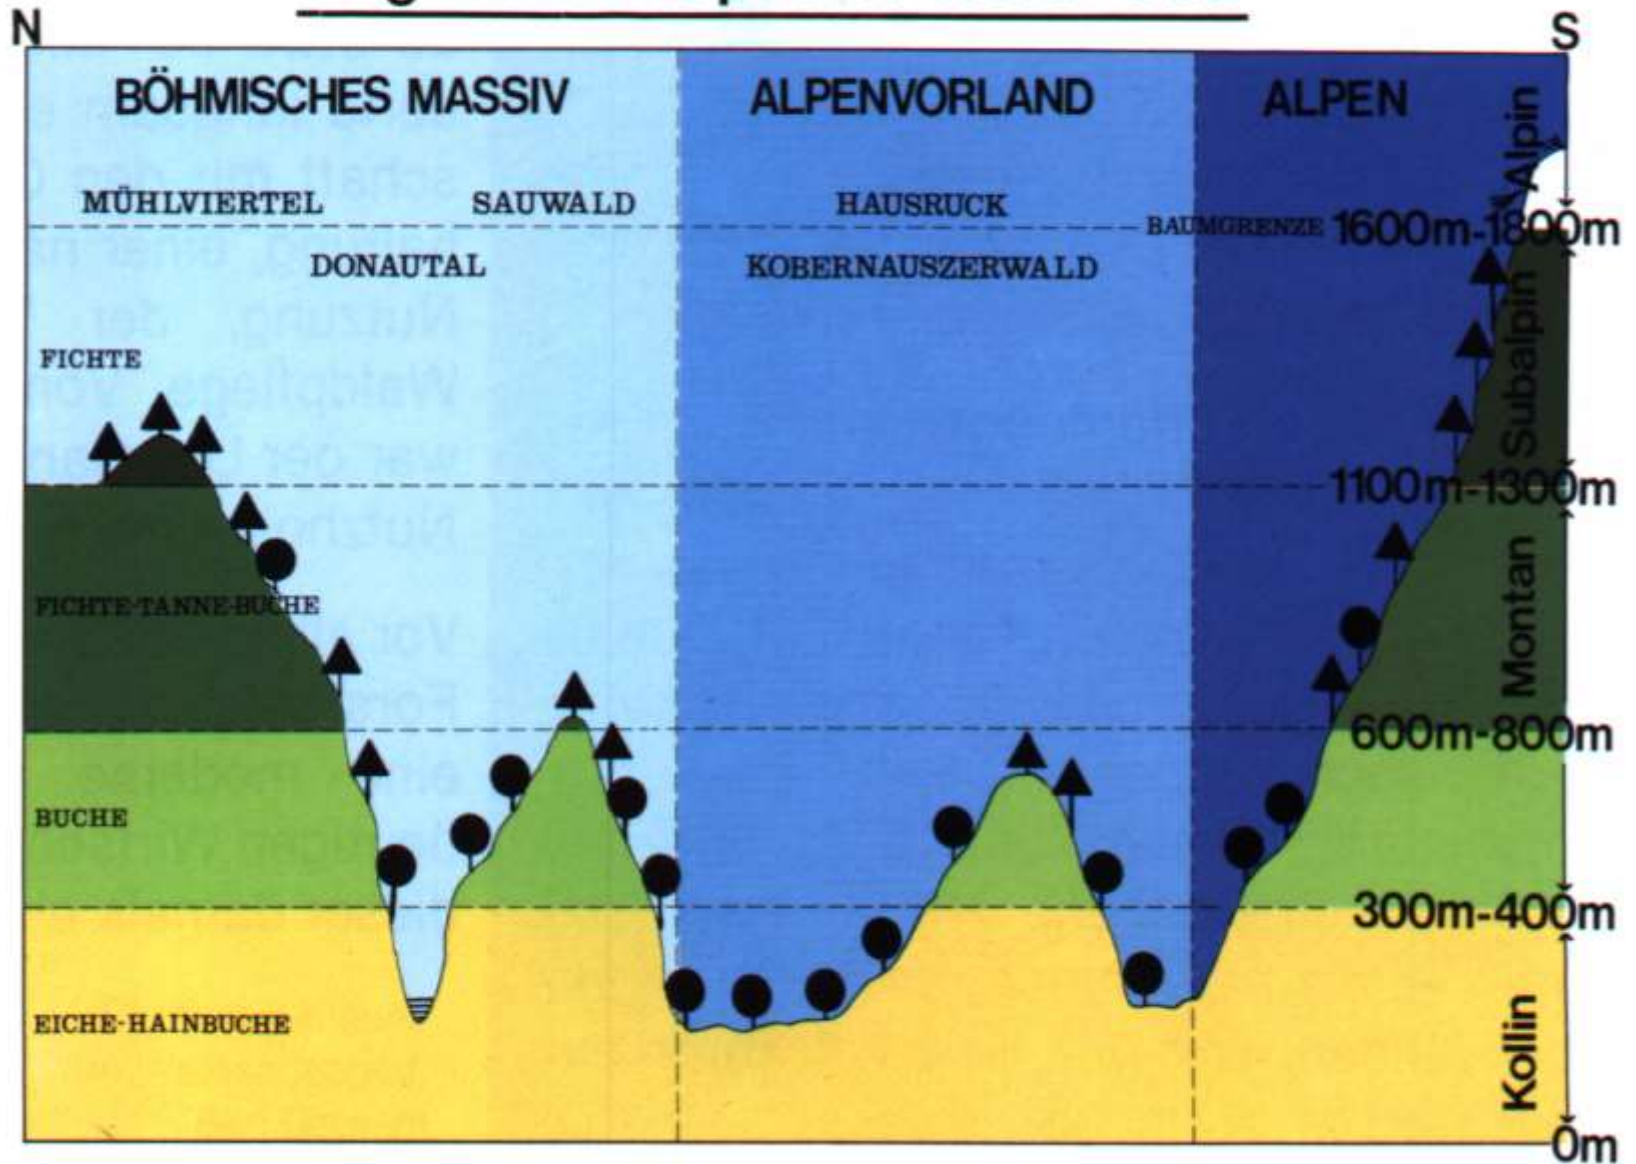 N
S
BÖHMISCHES MASSIV
ALPENVORLAND
ALPEN
Alpin
MÜHLVIERTEL
SAUWALD
HAUSRUCK
BAUMGRENZE 1600m-1800m
DONAUTAL
KOBERNAUSZERWALD
FICHTE
Subalpin
1100m-1300m
FICHTE-TANNE-BUCHE
Montan
600m-800m
BUCHE
300m-400m
EICHE-HAINBUCHE
Kollin
0m